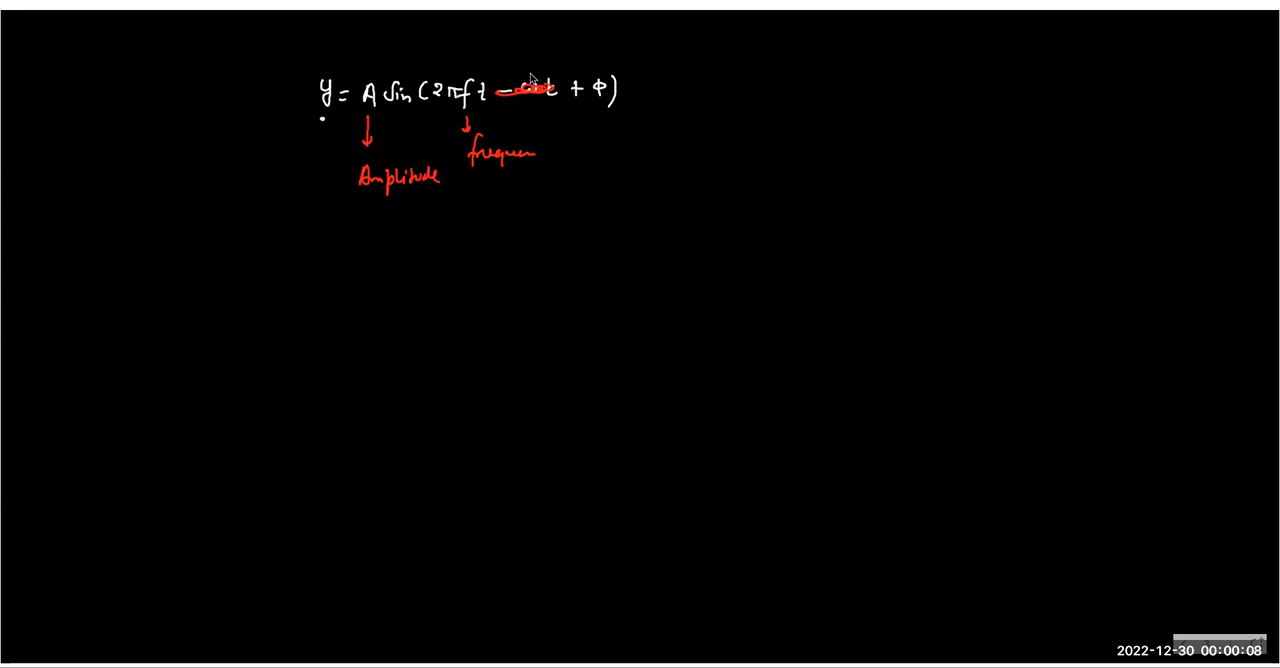 y = A sin(2πft + φ)
Amplitude
frequen
2022-12-30 00:00:08